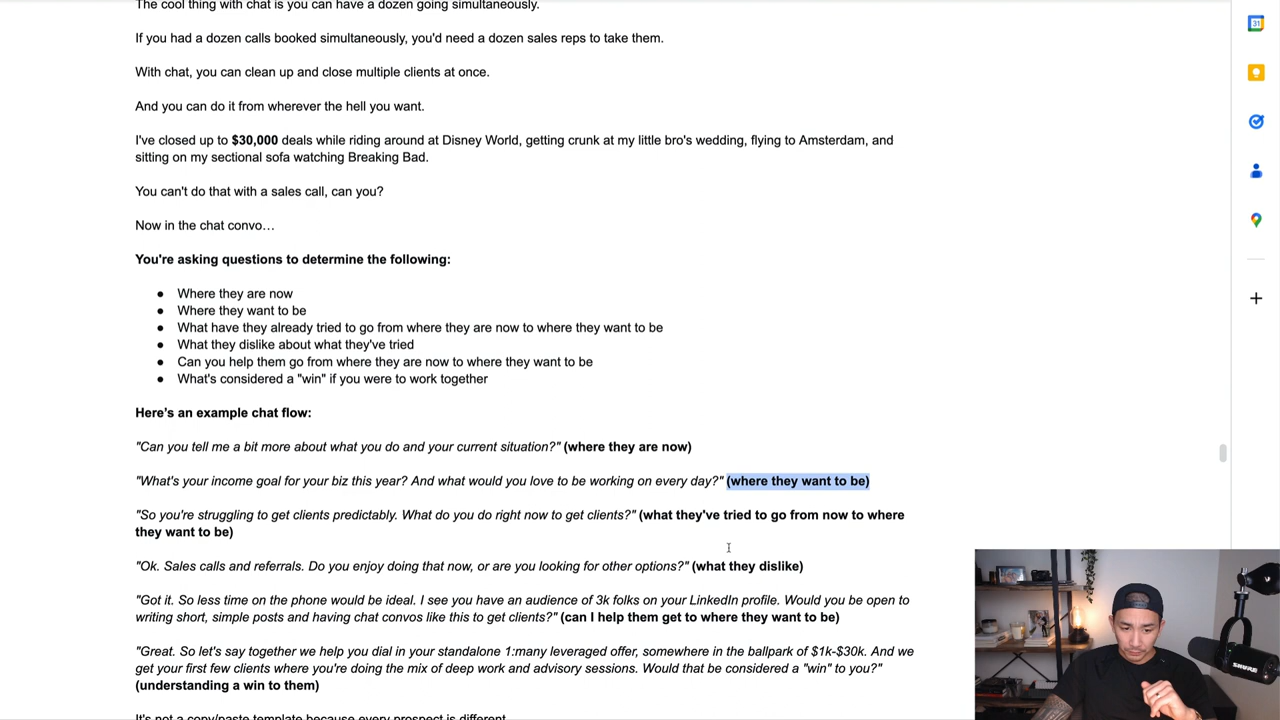 The cool thing with chat is you can have a dozen going simultaneously.
If you had a dozen calls booked simultaneously, you'd need a dozen sales reps to take them.
With chat, you can clean up and close multiple clients at once.
And you can do it from wherever the hell you want.
I've closed up to $30,000 deals while riding around at Disney World, getting crunk at my little bro's wedding, flying to Amsterdam, and
sitting on my sectional sofa watching Breaking Bad.
You can't do that with a sales call, can you?
Now in the chat convo…
You're asking questions to determine the following:
● Where they are now
● Where they want to be
● What have they already tried to go from where they are now to where they want to be
● What they dislike about what they've tried
● Can you help them go from where they are now to where they want to be
● What's considered a "win" if you were to work together
Here's an example chat flow:
"Can you tell me a bit more about what you do and your current situation?" (where they are now)
"What's your income goal for your biz this year? And what would you love to be working on every day?" (where they want to be)
"So you're struggling to get clients predictably. What do you do right now to get clients?" (what they've tried to go from now to where
they want to be)
"Ok. Sales calls and referrals. Do you enjoy doing that now, or are you looking for other options?" (what they dislike)
"Got it. So less time on the phone would be ideal. I see you have an audience of 3k folks on your LinkedIn profile. Would you be open to
writing short, simple posts and having chat convos like this to get clients?" (can I help them get to where they want to be)
"Great. So let's say together we help you dial in your standalone 1:many leveraged offer, somewhere in the ballpark of $1k-$30k. And we
get your first few clients where you're doing the mix of deep work and advisory sessions. Would that be considered a "win" to you?"
(understanding a win to them)
It's not a copy/paste template because every prospect is different
31
SHURE